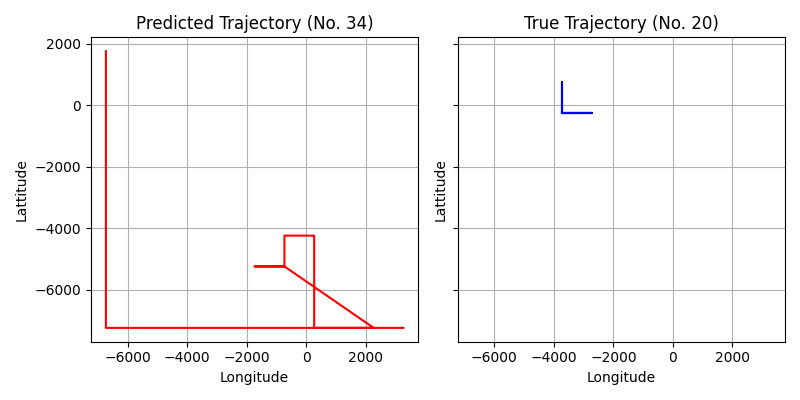 Predicted Trajectory (No. 34)
True Trajectory (No. 20)
2000
0
−2000
−4000
−6000
Lattitude
Lattitude
−6000 −4000 −2000 0 2000
−6000 −4000 −2000 0 2000
Longitude
Longitude